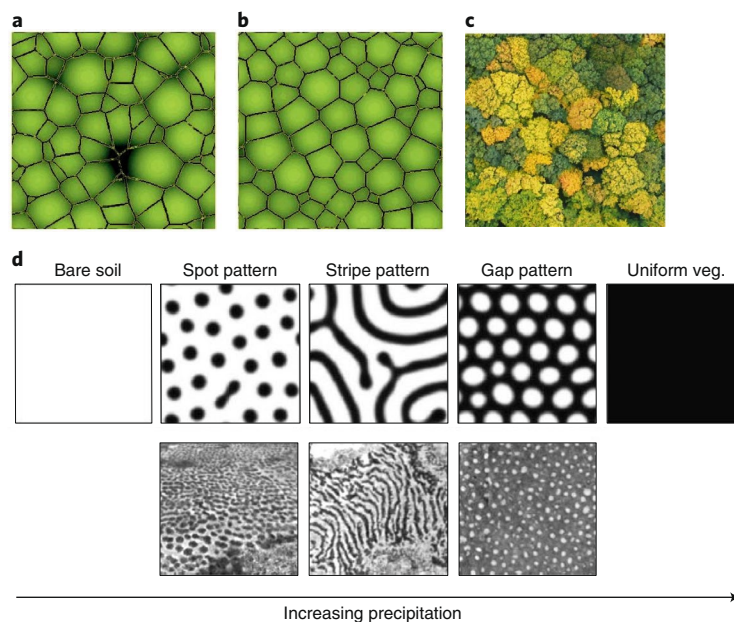 a
b
c
d
Bare soil
Spot pattern
Stripe pattern
Gap pattern
Uniform veg.
Increasing precipitation